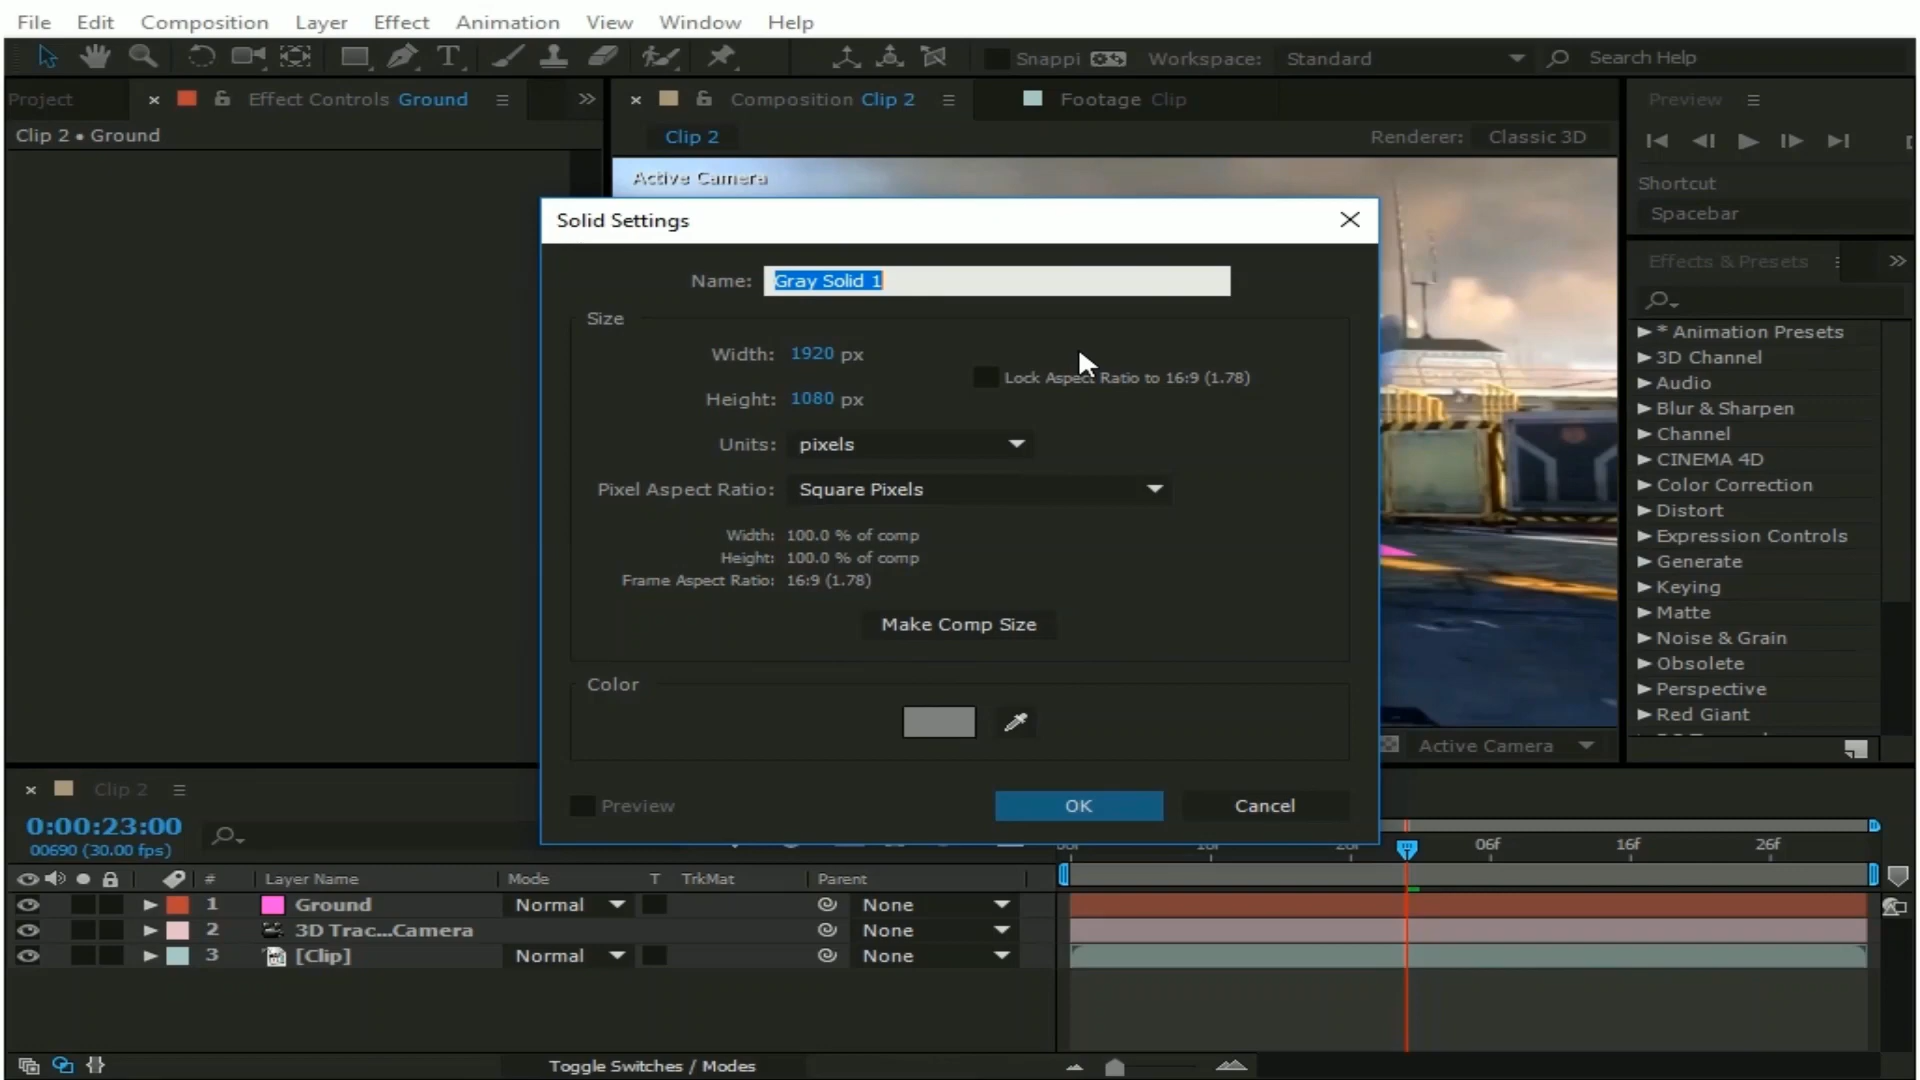 File Edit Composition Layer Effect Animation View Window Help
Snappi Workspace: Standard Search Help
Project Effect Controls Ground Composition Clip 2 Footage Clip Preview
Clip 2 • Ground
Clip 2 Renderer: Classic 3D
Active Camera
Shortcut
Spacebar
Solid Settings
Name: Gray Solid 1
Size
Width: 1920 px
Lock Aspect Ratio to 16:9 (1.78)
Height: 1080 px
Units: pixels
Pixel Aspect Ratio: Square Pixels
Width: 100.0 % of comp
Height: 100.0 % of comp
Frame Aspect Ratio: 16:9 (1.78)
Make Comp Size
Color
Preview OK Cancel
Effects & Presets
* Animation Presets
3D Channel
Audio
Blur & Sharpen
Channel
CINEMA 4D
Color Correction
Distort
Expression Controls
Generate
Keying
Matte
Noise & Grain
Obsolete
Perspective
Red Giant
Active Camera
Clip 2
0:00:23:00
00690 (30.00 fps)
06f 16f 26f
# Layer Name Mode T TrkMat Parent
1 Ground Normal None
2 3D Trac...Camera None
3 [Clip] Normal None
Toggle Switches / Modes